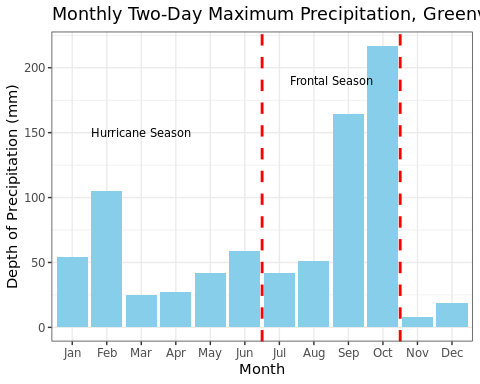 Monthly Two-Day Maximum Precipitation,
Depth of Precipitation (mm)
200
150
100
50
0
Hurricane Season
Frontal Season
Jan Feb Mar Apr May Jun Jul Aug Sep Oct Nov Dec
Month